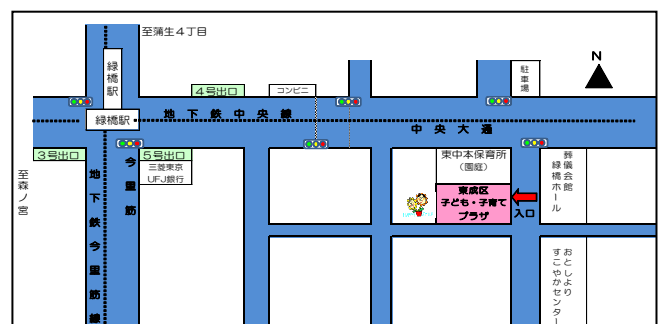 至蒲生４丁目
N
緑橋駅
４号出口
コンビニ
駐車場
地下鉄中央線
緑橋駅
中央大通
３号出口
今里筋
５号出口
三菱東京
UFJ銀行
東中本保育所
（園庭）
葬儀会館
緑橋ホール
至森ノ宮
地下鉄今里筋線
東成区
子ども・子育て
プラザ
入口
おとしより
すこやかセンター